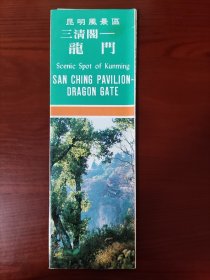 昆明風景區
三清閣——
龍門
Scenic Spot of Kunming
SAN CHING PAVILION-
DRAGON GATE